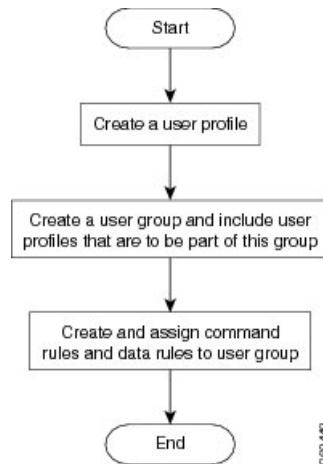 Start
Create a user profile
Create a user group and include user
profiles that are to be part of this group
Create and assign command
rules and data rules to user group
End